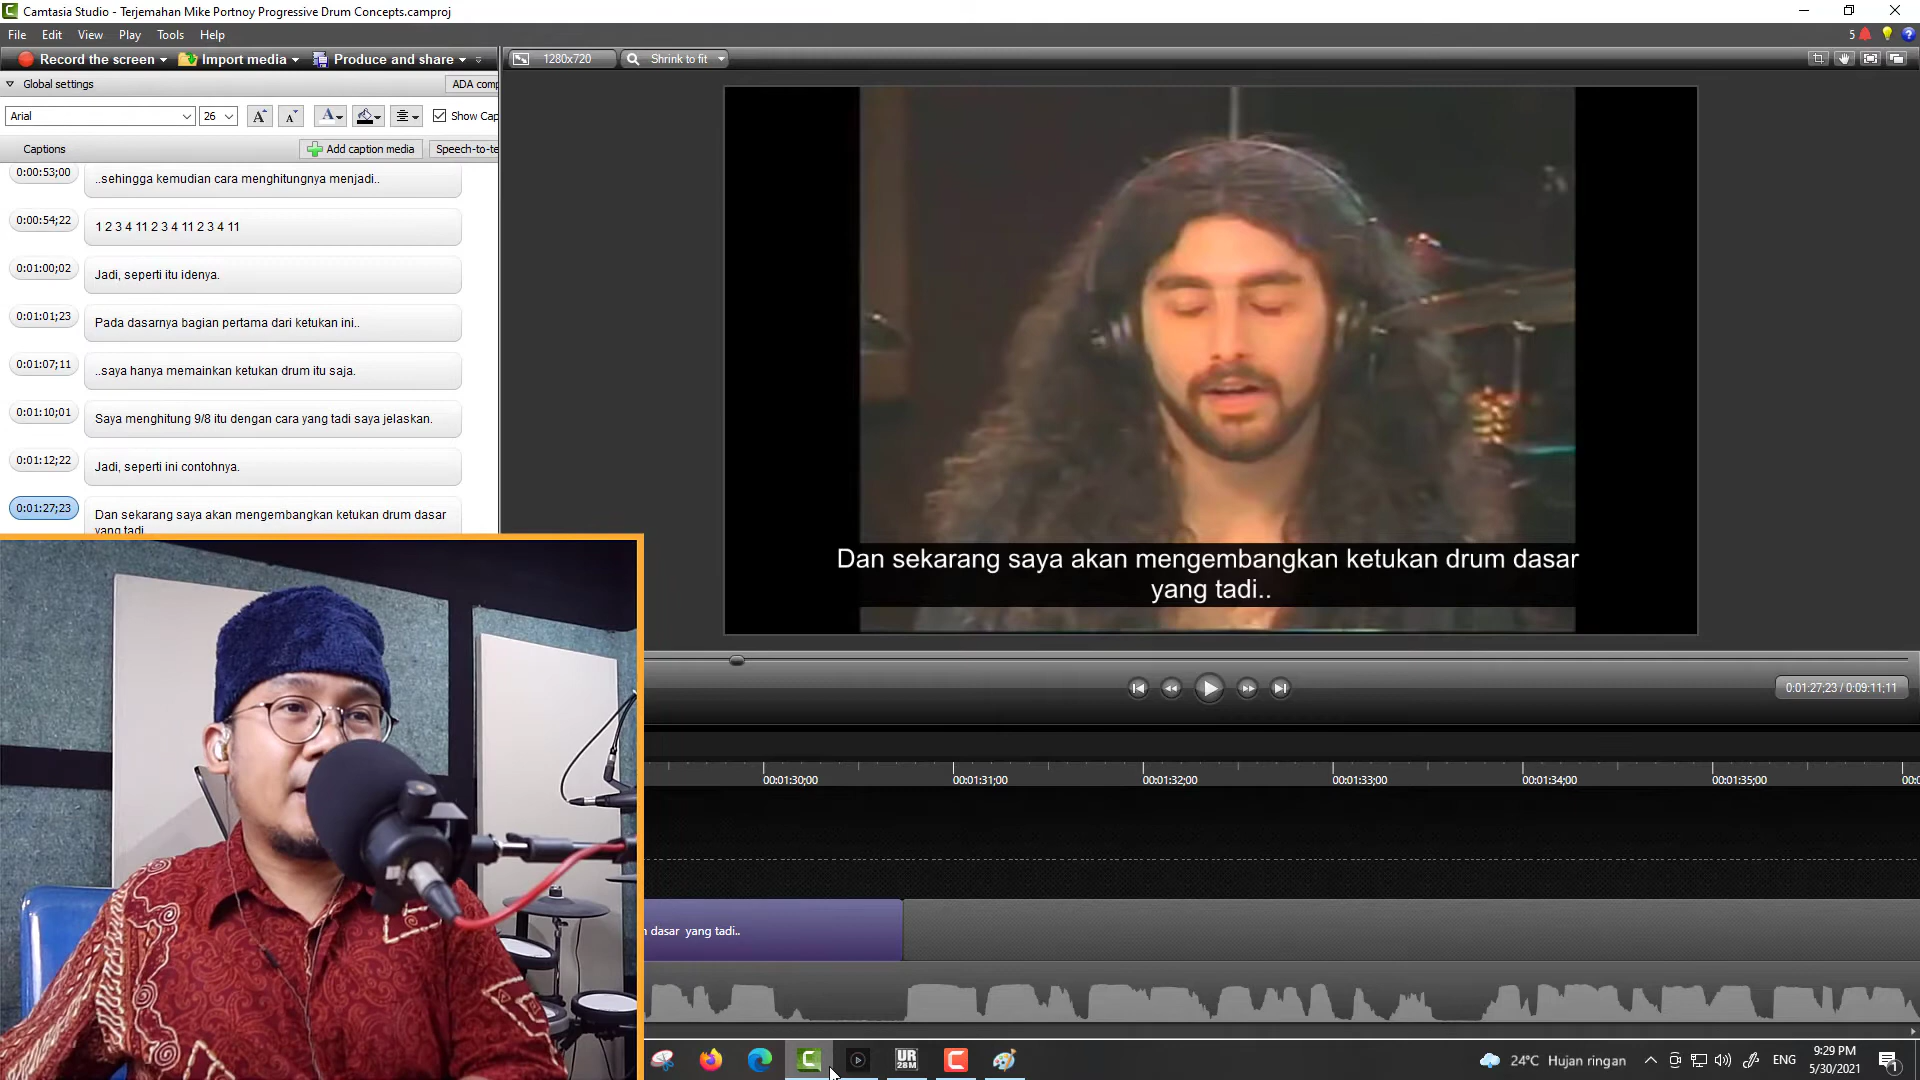 Camtasia Studio - Terjemahan Mike Portnoy Progressive Drum Concepts.camproj
File Edit View Play Tools Help
5
Record the screen Import media Produce and share
1280x720 Shrink to fit
Global settings
ADA comp
Arial 26 Show Cap
Captions Add caption media Speech-to-te
0:00:53;00 ..sehingga kemudian cara menghitungnya menjadi..
0:00:54;22 1 2 3 4 11 2 3 4 11 2 3 4 11
0:01:00;02 Jadi, seperti itu idenya.
0:01:01;23 Pada dasarnya bagian pertama dari ketukan ini..
0:01:07;11 ..saya hanya memainkan ketukan drum itu saja.
0:01:10;01 Saya menghitung 9/8 itu dengan cara yang tadi saya jelaskan.
0:01:12;22 Jadi, seperti ini contohnya.
0:01:27;23 Dan sekarang saya akan mengembangkan ketukan drum dasar
yang tadi
Dan sekarang saya akan mengembangkan ketukan drum dasar
yang tadi..
0:01:27;23 / 0:09:11;11
00:01:30;00 00:01:31;00 00:01:32;00 00:01:33;00 00:01:34;00 00:01:35;00 00:0
dasar yang tadi..
UR
28M
24°C Hujan ringan
ENG
9:29 PM
5/30/2021
1